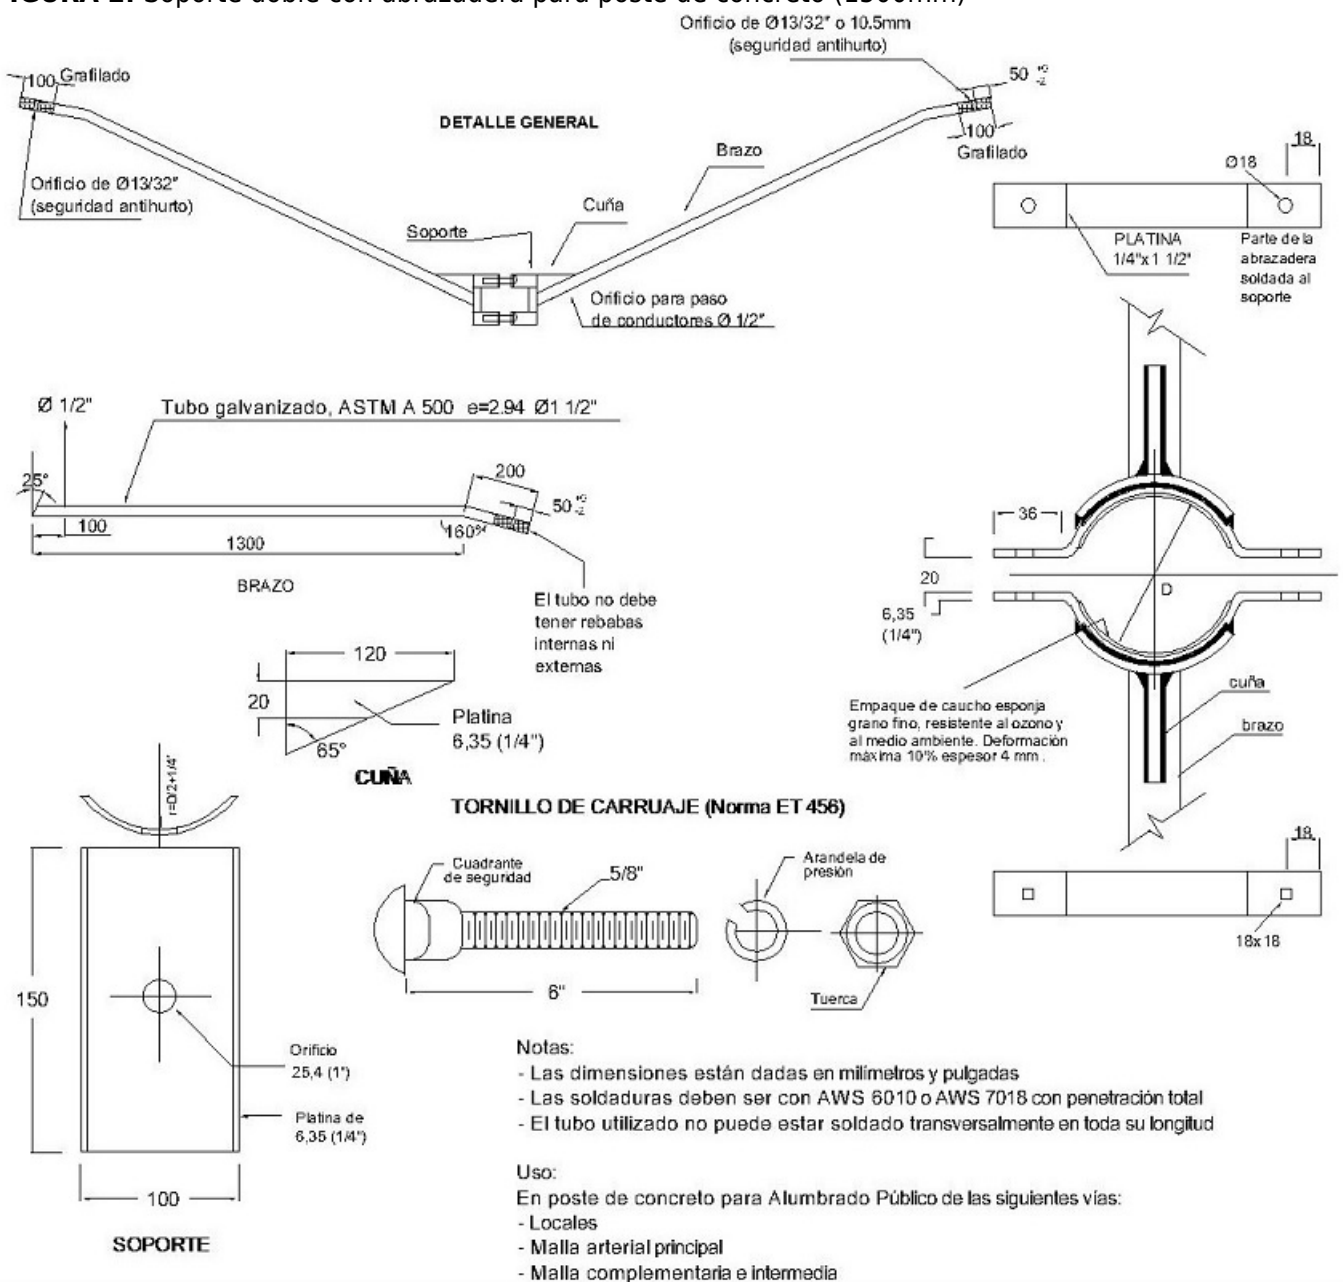 Soporte doble con abrazadera para poste de concreto (1300mm)
Orificio de Ø13/32" o 10.5mm
(seguridad antihurto)
100 Grafilado
50 +5 -2
DETALLE GENERAL
100
Grafilado
Brazo
18
Ø18
Orificio de Ø13/32"
(seguridad antihurto)
Cuña
Soporte
PLATINA
1/4"x 1 1/2"
Parte de la
abrazadera
soldada al
soporte
Orificio para paso
de conductores Ø 1/2"
Ø 1/2"
Tubo galvanizado, ASTM A 500 e=2.94 Ø1 1/2"
25°
200
50 +5 -2
100
160°
1300
BRAZO
36
20
6,35
(1/4")
D
El tubo no debe
tener rebabas
internas ni
externas
120
20
Platina
6,35 (1/4")
65°
CUÑA
cuña
brazo
Empaque de caucho esponja
grano fino, resistente al ozono y
al medio ambiente. Deformación
máxima 10% espesor 4 mm .
r=D/2+1/4"
TORNILLO DE CARRUAJE (Norma ET 456)
18
Cuadrante
de seguridad
5/8"
Arandela de
presión
18x18
6"
Tuerca
150
Orificio
25,4 (1")
Platina de
6,35 (1/4")
100
SOPORTE
Notas:
- Las dimensiones están dadas en milímetros y pulgadas
- Las soldaduras deben ser con AWS 6010 o AWS 7018 con penetración total
- El tubo utilizado no puede estar soldado transversalmente en toda su longitud
Uso:
En poste de concreto para Alumbrado Público de las siguientes vías:
- Locales
- Malla arterial principal
- Malla complementaria e intermedia